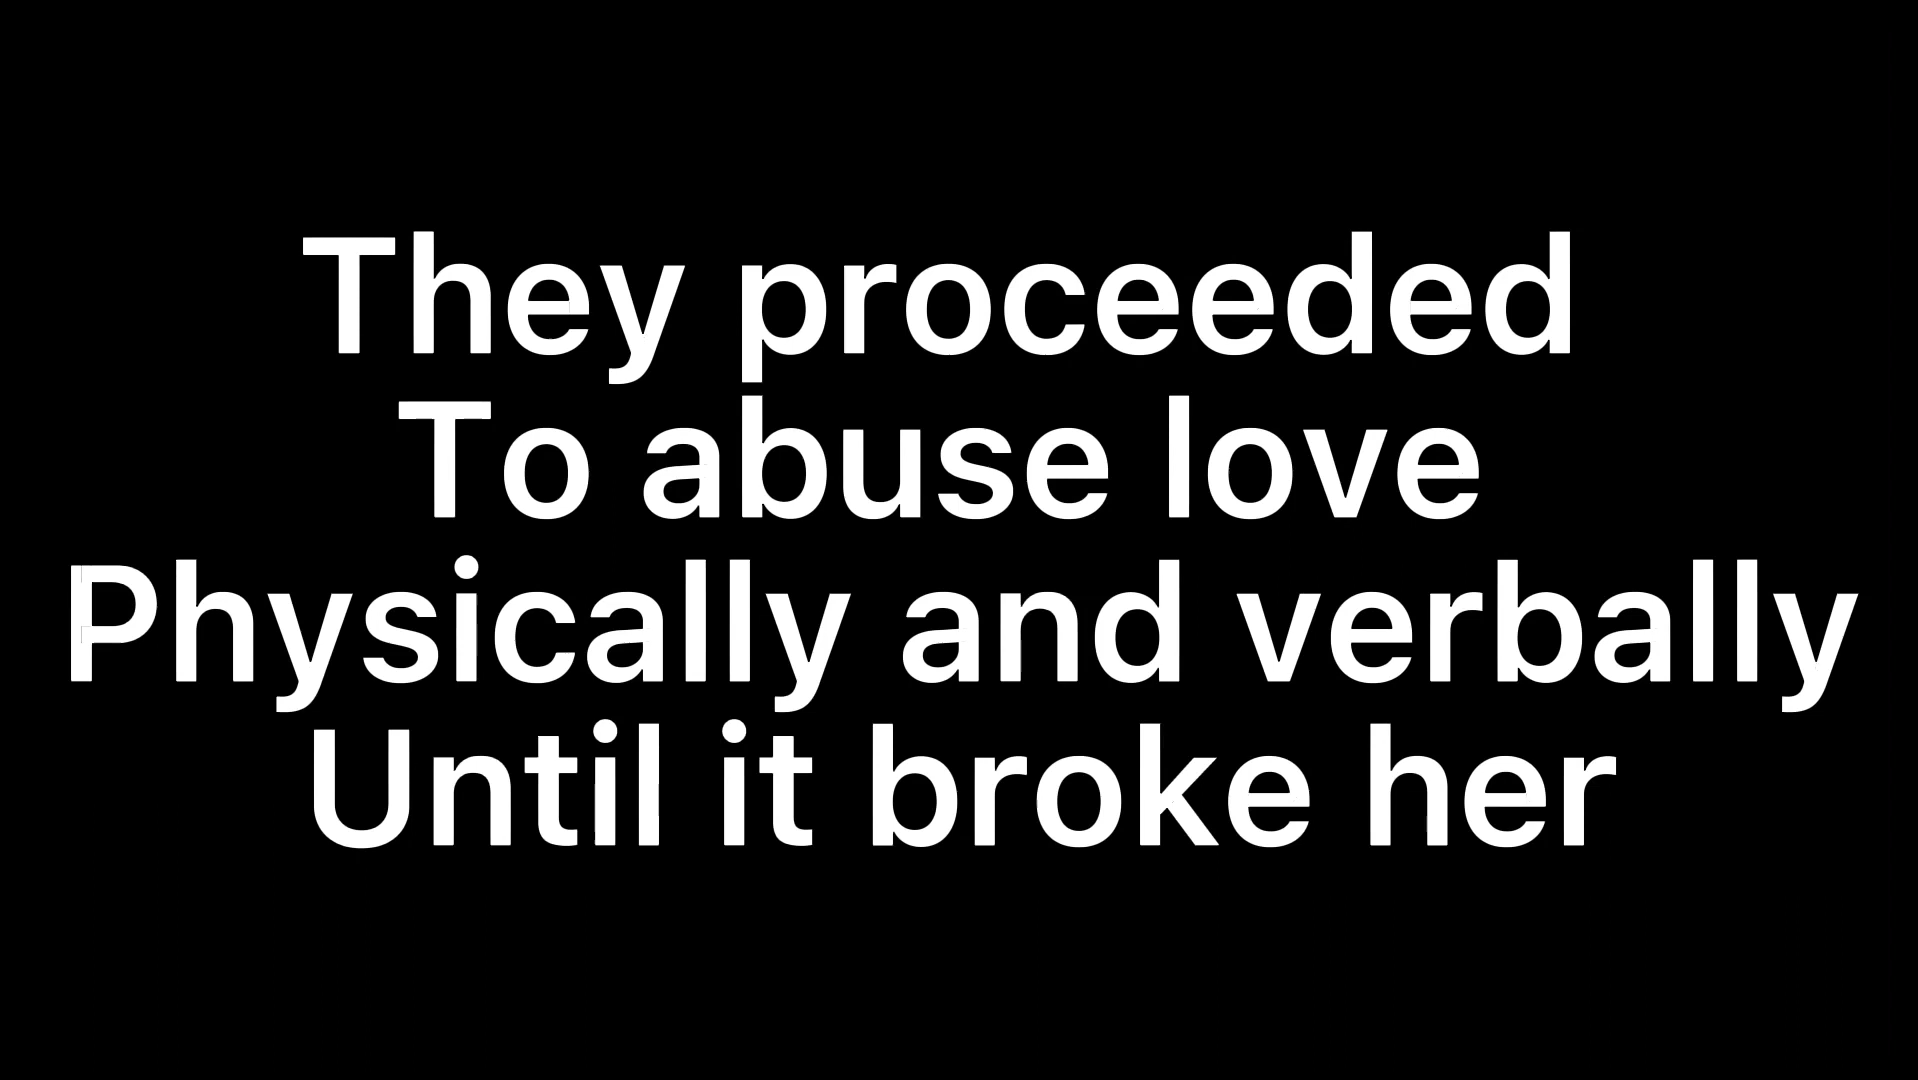 They proceeded
To abuse love
Physically and verbally
Until it broke her